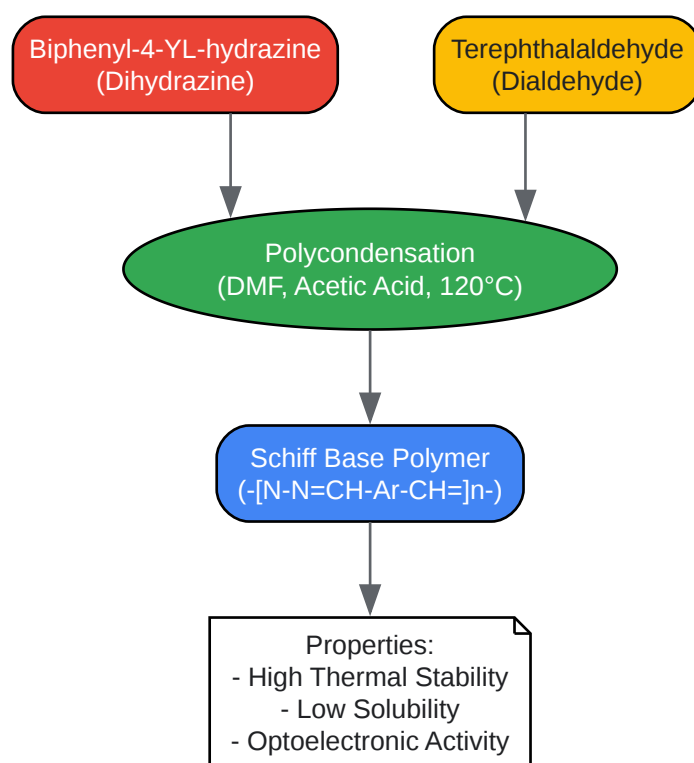 Biphenyl-4-YL-hydrazine
(Dihydrazine)
Terephthalaldehyde
(Dialdehyde)
Polycondensation
(DMF, Acetic Acid, 120°C)
Schiff Base Polymer
(-[N-N=CH-Ar-CH=]n-)
Properties:
- High Thermal Stability
- Low Solubility
- Optoelectronic Activity